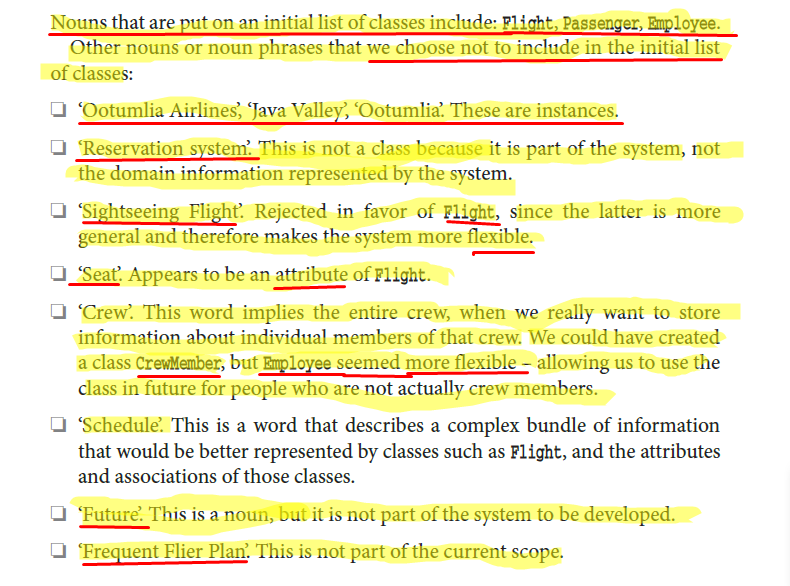 Nouns that are put on an initial list of classes include: Flight, Passenger, Employee.
Other nouns or noun phrases that we choose not to include in the initial list
of classes:
❑ ‘Ootumlia Airlines’, ‘Java Valley’, ‘Ootumlia’. These are instances.
❑ ‘Reservation system’. This is not a class because it is part of the system, not
the domain information represented by the system.
❑ ‘Sightseeing Flight’. Rejected in favor of Flight, since the latter is more
general and therefore makes the system more flexible.
❑ ‘Seat’. Appears to be an attribute of Flight.
❑ ‘Crew’. This word implies the entire crew, when we really want to store
information about individual members of that crew. We could have created
a class CrewMember, but Employee seemed more flexible – allowing us to use the
class in future for people who are not actually crew members.
❑ ‘Schedule’. This is a word that describes a complex bundle of information
that would be better represented by classes such as Flight, and the attributes
and associations of those classes.
❑ ‘Future’. This is a noun, but it is not part of the system to be developed.
❑ ‘Frequent Flier Plan’. This is not part of the current scope.